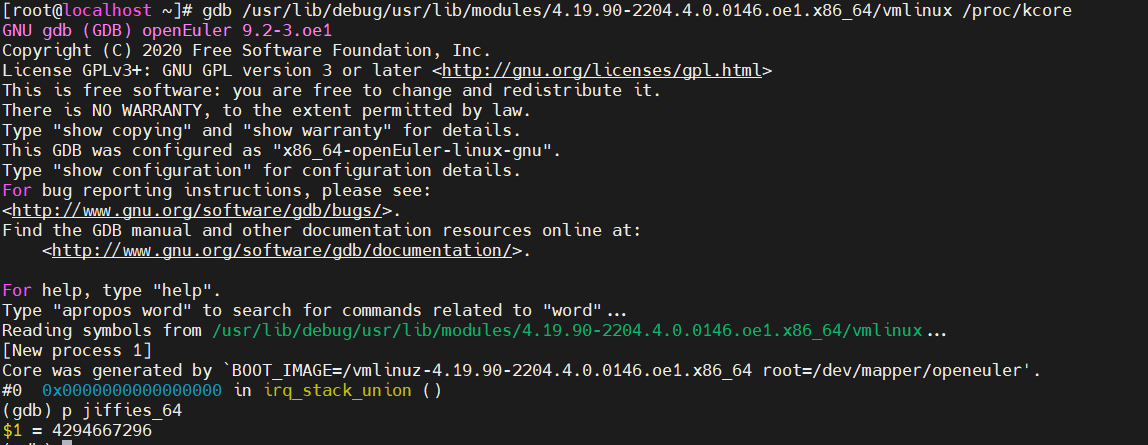 [root@localhost ~]# gdb /usr/lib/debug/usr/lib/modules/4.19.90-2204.4.0.0146.oe1.x86_64/vmlinux /proc/kcore
GNU gdb (GDB) openEuler 9.2-3.oe1
Copyright (C) 2020 Free Software Foundation, Inc.
License GPLv3+: GNU GPL version 3 or later <http://gnu.org/licenses/gpl.html>
This is free software: you are free to change and redistribute it.
There is NO WARRANTY, to the extent permitted by law.
Type "show copying" and "show warranty" for details.
This GDB was configured as "x86_64-openEuler-linux-gnu".
Type "show configuration" for configuration details.
For bug reporting instructions, please see:
<http://www.gnu.org/software/gdb/bugs/>.
Find the GDB manual and other documentation resources online at:
    <http://www.gnu.org/software/gdb/documentation/>.

For help, type "help".
Type "apropos word" to search for commands related to "word"...
Reading symbols from /usr/lib/debug/usr/lib/modules/4.19.90-2204.4.0.0146.oe1.x86_64/vmlinux...
[New process 1]
Core was generated by `BOOT_IMAGE=/vmlinuz-4.19.90-2204.4.0.0146.oe1.x86_64 root=/dev/mapper/openeuler'.
#0  0x0000000000000000 in irq_stack_union ()
(gdb) p jiffies_64
$1 = 4294667296